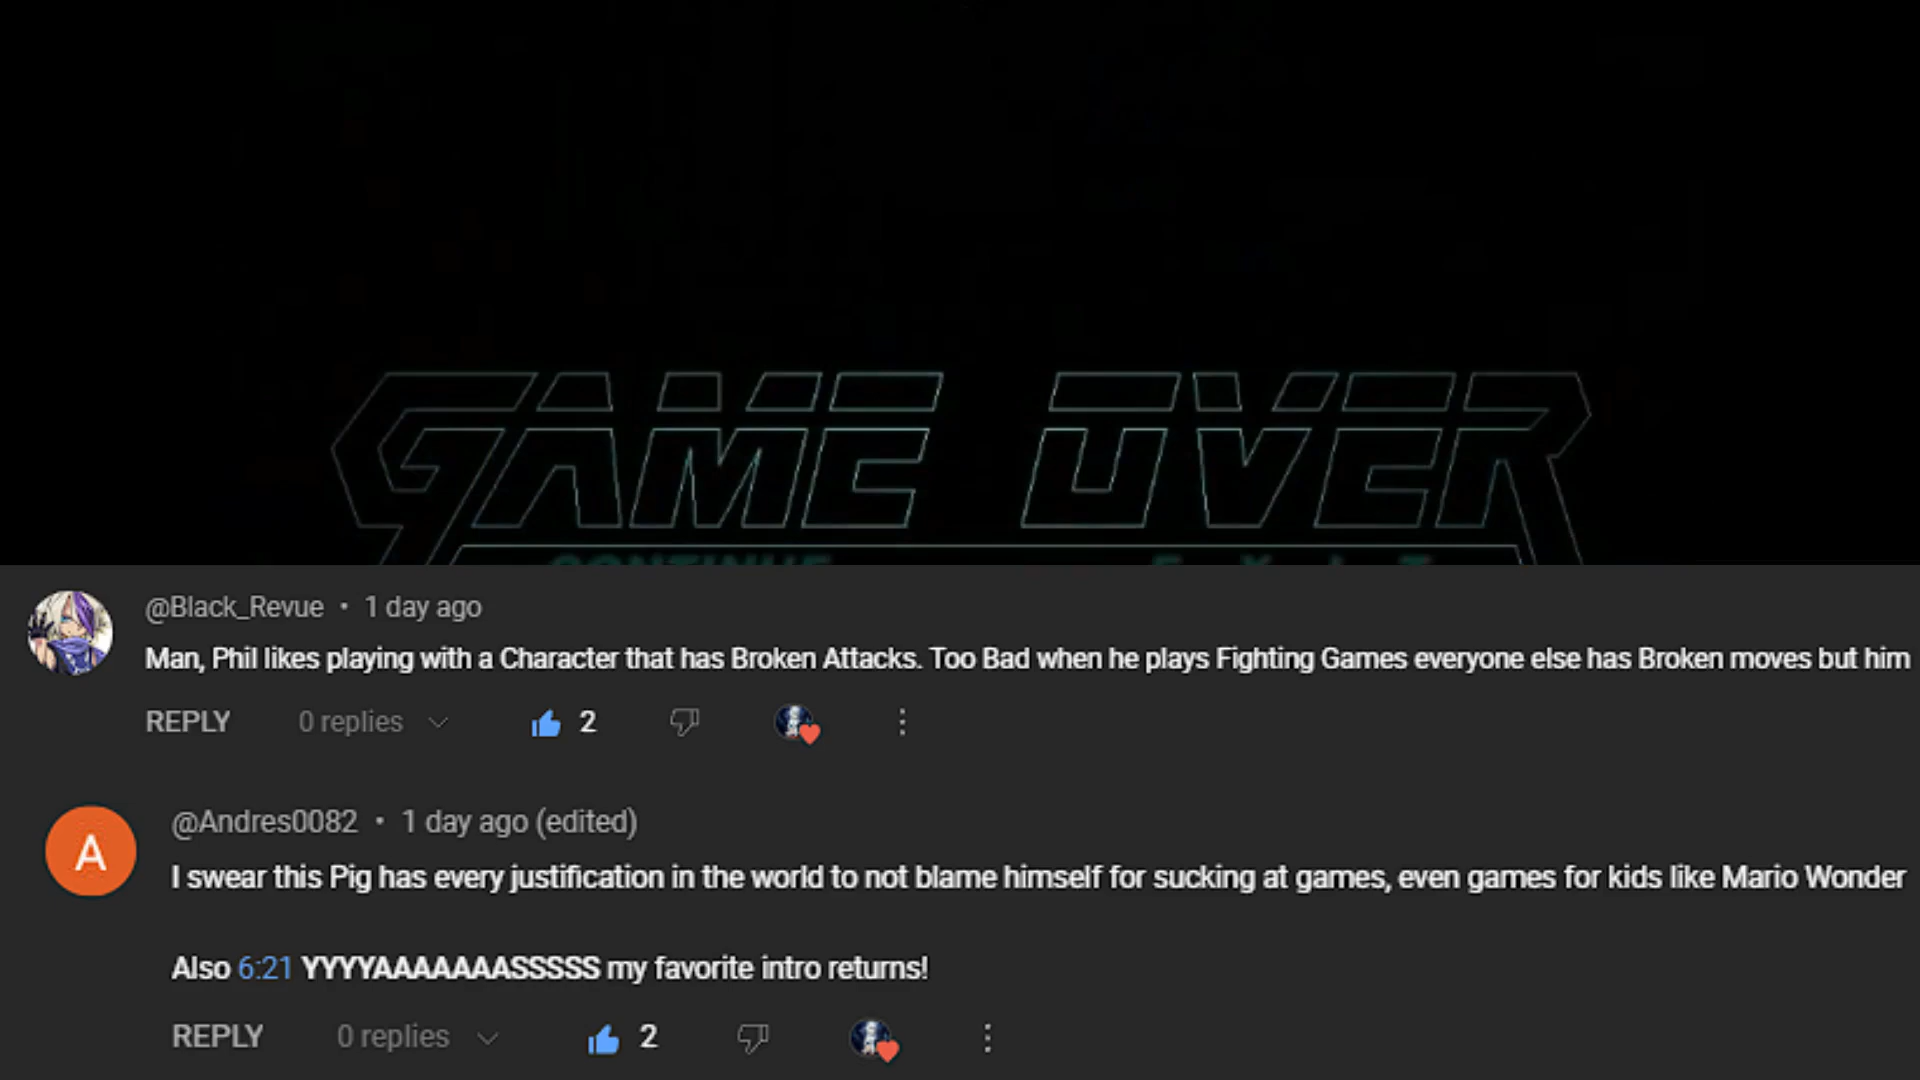 GAME OVER
CONTINUE EXIT
@Black_Revue • 1 day ago
Man, Phil likes playing with a Character that has Broken Attacks. Too Bad when he plays Fighting Games everyone else has Broken moves but him
REPLY 0 replies 2
@Andres0082 • 1 day ago (edited)
A
I swear this Pig has every justification in the world to not blame himself for sucking at games, even games for kids like Mario Wonder
Also 6:21 YYYYAAAAAAASSSSS my favorite intro returns!
REPLY 0 replies 2